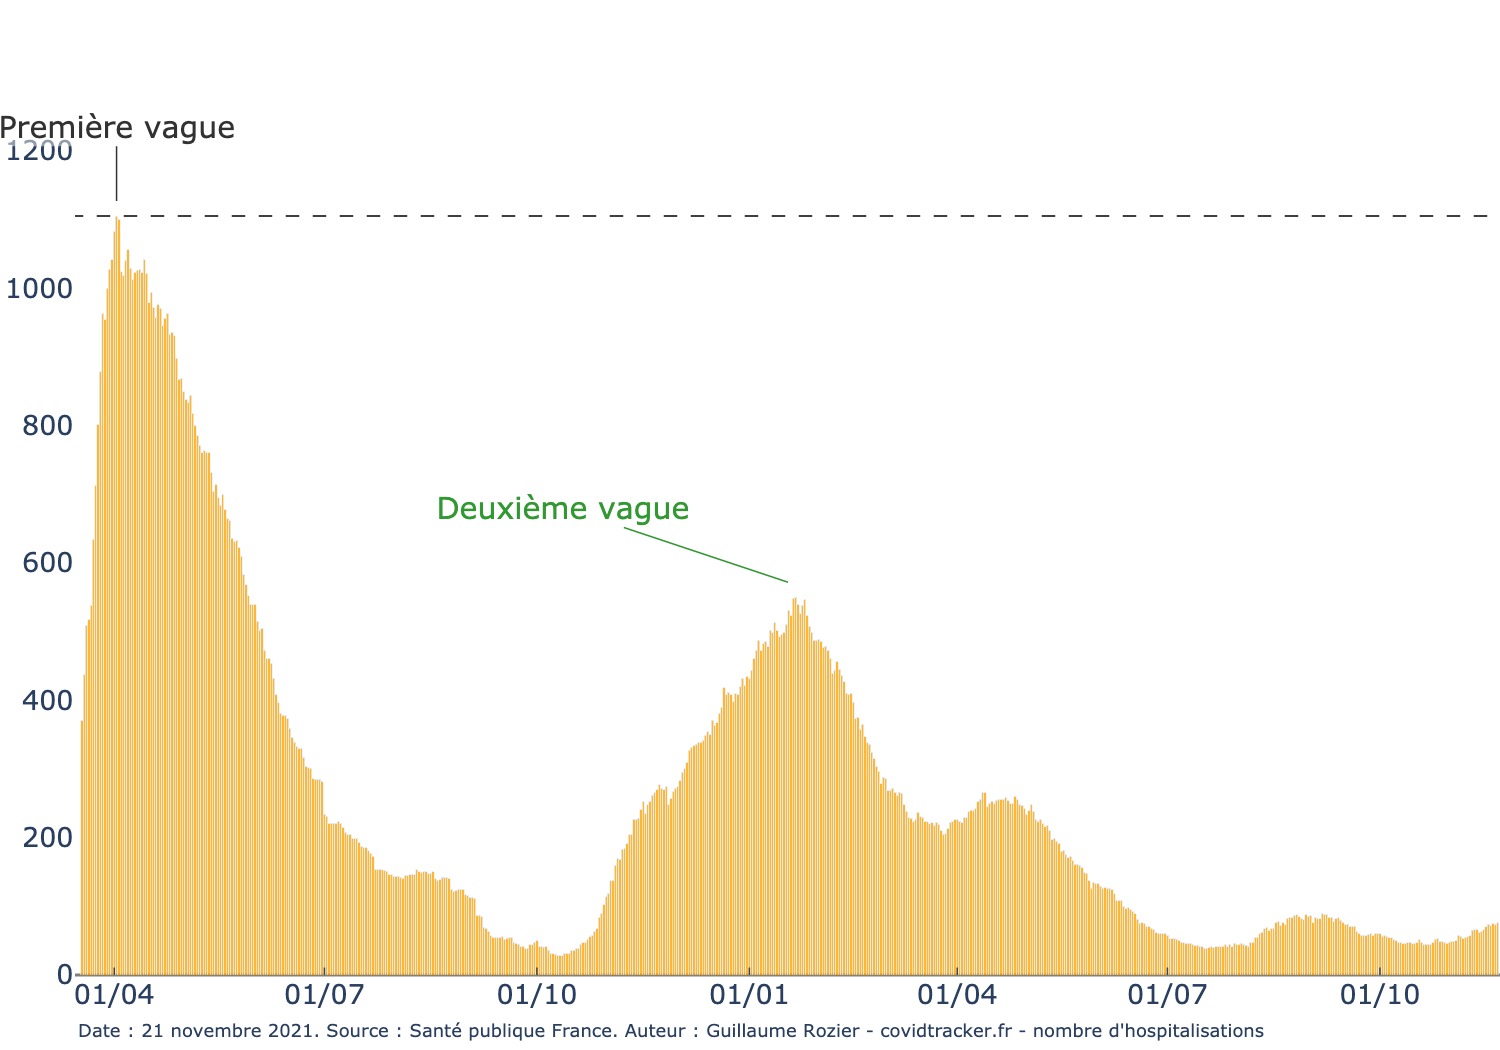 Première vague
1200
1000
800
Deuxième vague
600
400
200
0
01/04 01/07 01/10 01/01 01/04 01/07 01/10
Date : 21 novembre 2021. Source : Santé publique France. Auteur : Guillaume Rozier - covidtracker.fr - nombre d'hospitalisations